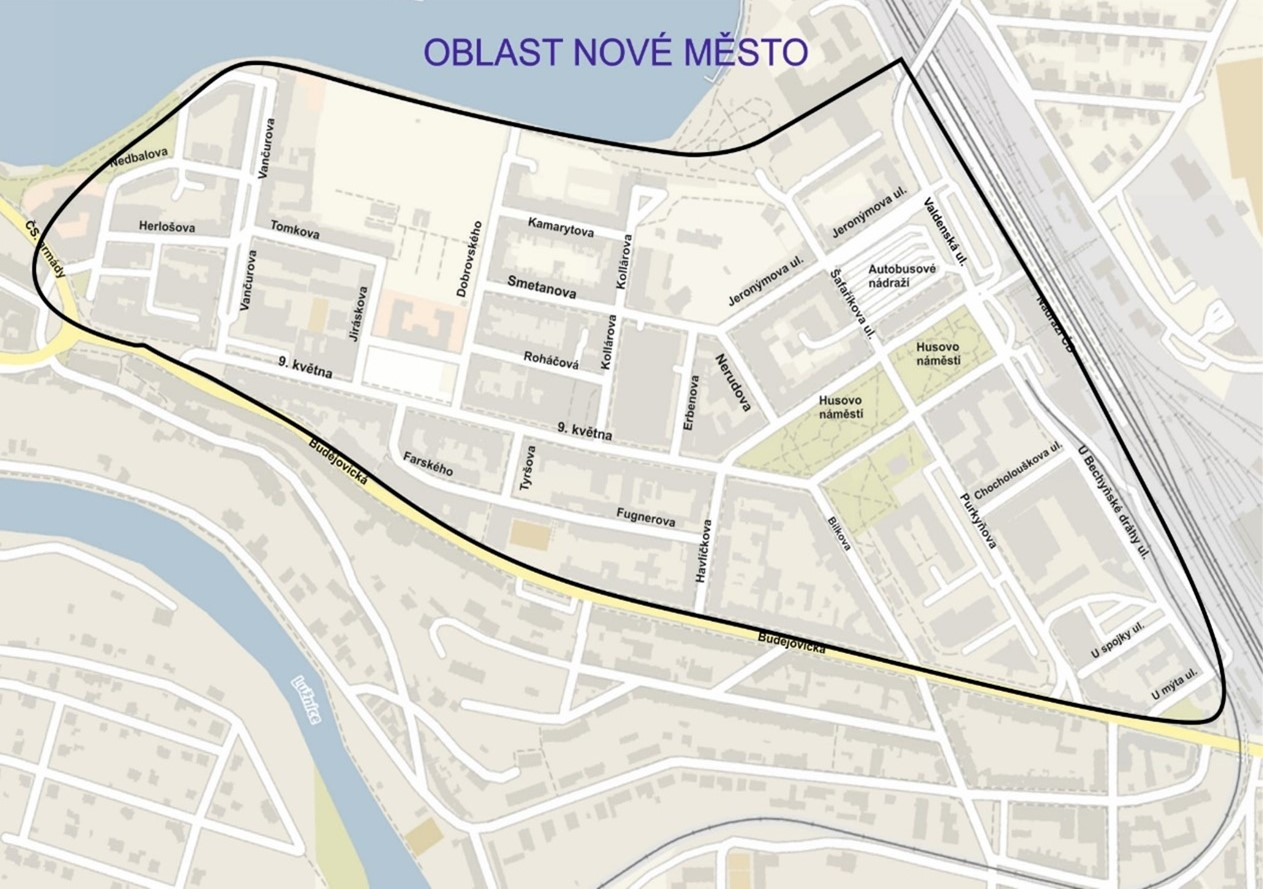 OBLAST NOVÉ MĚSTO
Nedbalova
Vančurova
ČS. armády
Herlošova
Tomkova
Vančurova
Jiráskova
Dobrovského
Kamarytova
Kollárova
Smetanova
Kollárova
Roháčová
9. května
9. května
Erbenova
Nerudova
Jeronýmova ul.
Jeronýmova ul.
Šafaříkova ul.
Valdenská ul.
Autobusové
nádraží
Nádraží ČD
Husovo
náměstí
Husovo
náměstí
Farského
Tyršova
Fugnerova
Havlíčkova
Bílkova
Purkyňova
Chocholouškova ul.
U Bechyňské dráhy ul.
U spojky ul.
U mýta ul.
Budějovická
Budějovická
Lužnice